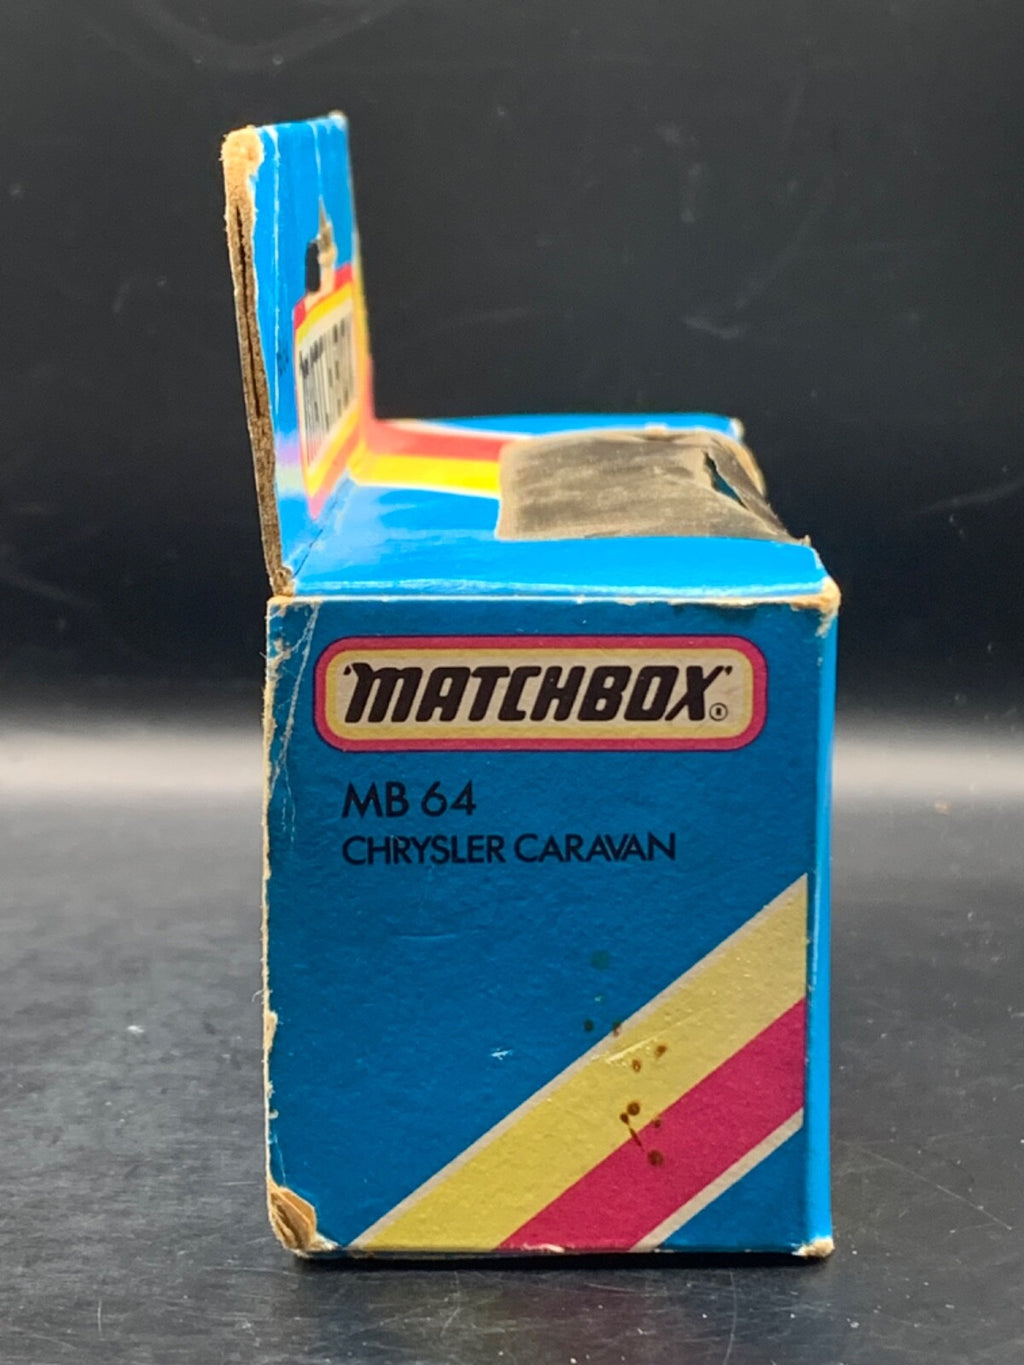 "MATCHBOX"®
MB 64
CHRYSLER CARAVAN